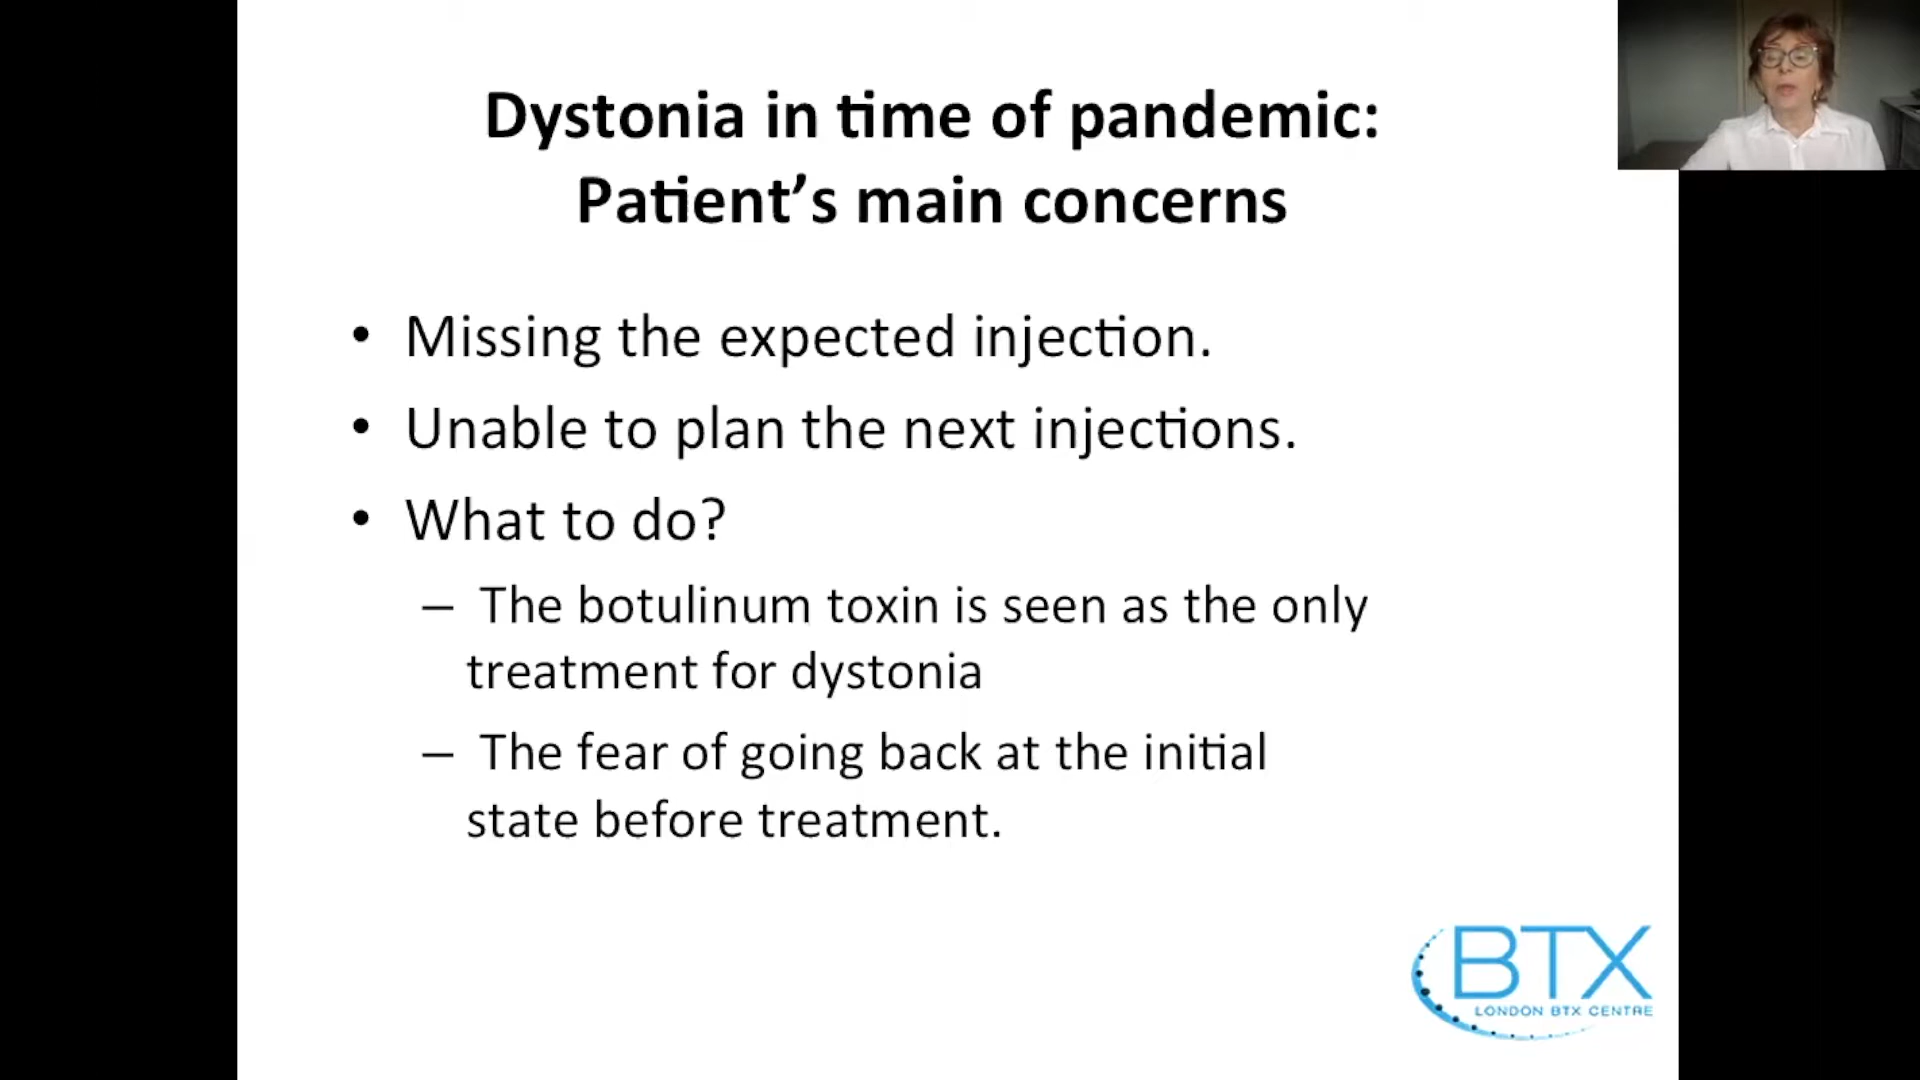 Dystonia in time of pandemic:
Patient’s main concerns
• Missing the expected injection.
• Unable to plan the next injections.
• What to do?
– The botulinum toxin is seen as the only
treatment for dystonia
– The fear of going back at the initial
state before treatment.
BTX
LONDON BTX CENTRE